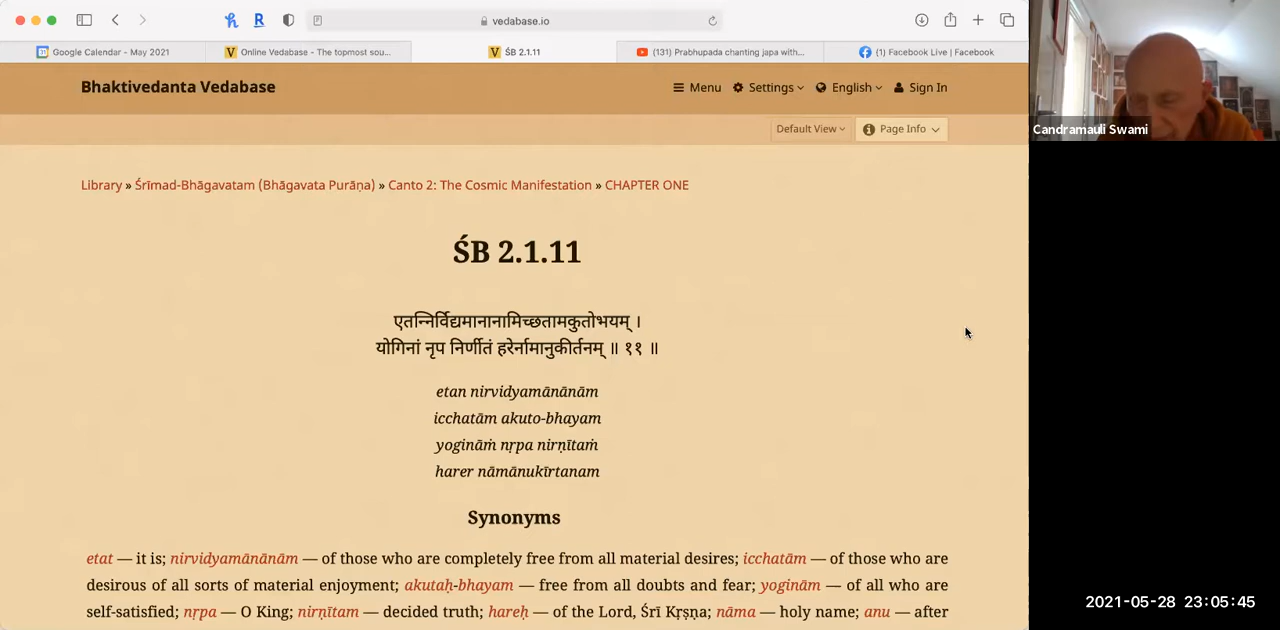 vedabase.io
Google Calendar - May 2021
Online Vedabase - The topmost sou...
ŚB 2.1.11
(131) Prabhupada chanting japa with...
(1) Facebook Live | Facebook
Bhaktivedanta Vedabase
Menu Settings English Sign In
Default View Page Info
Candramauli Swami
Library » Śrīmad-Bhāgavatam (Bhāgavata Purāṇa) » Canto 2: The Cosmic Manifestation » CHAPTER ONE
ŚB 2.1.11
एतन्निर्विद्यमानानामिच्छतामकुतोभयम् ।
योगिनां नृप निर्णीतं हरेर्नामानुकीर्तनम् ॥ ११ ॥
etan nirvidyamānānām
icchatām akuto-bhayam
yogināṁ nṛpa nirṇītaṁ
harer nāmānukīrtanam
Synonyms
etat — it is; nirvidyamānānām — of those who are completely free from all material desires; icchatām — of those who are
desirous of all sorts of material enjoyment; akutaḥ-bhayam — free from all doubts and fear; yoginām — of all who are
self-satisfied; nṛpa — O King; nirṇītam — decided truth; hareḥ — of the Lord, Śrī Kṛṣṇa; nāma — holy name; anu — after
2021-05-28 23:05:45